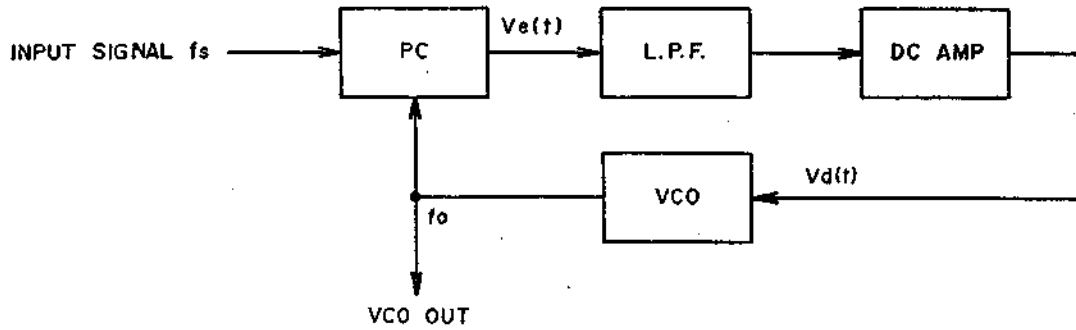 INPUT SIGNAL fs
PC
Ve(t)
L.P.F.
DC AMP
VCO
Vd(t)
fo
VCO OUT